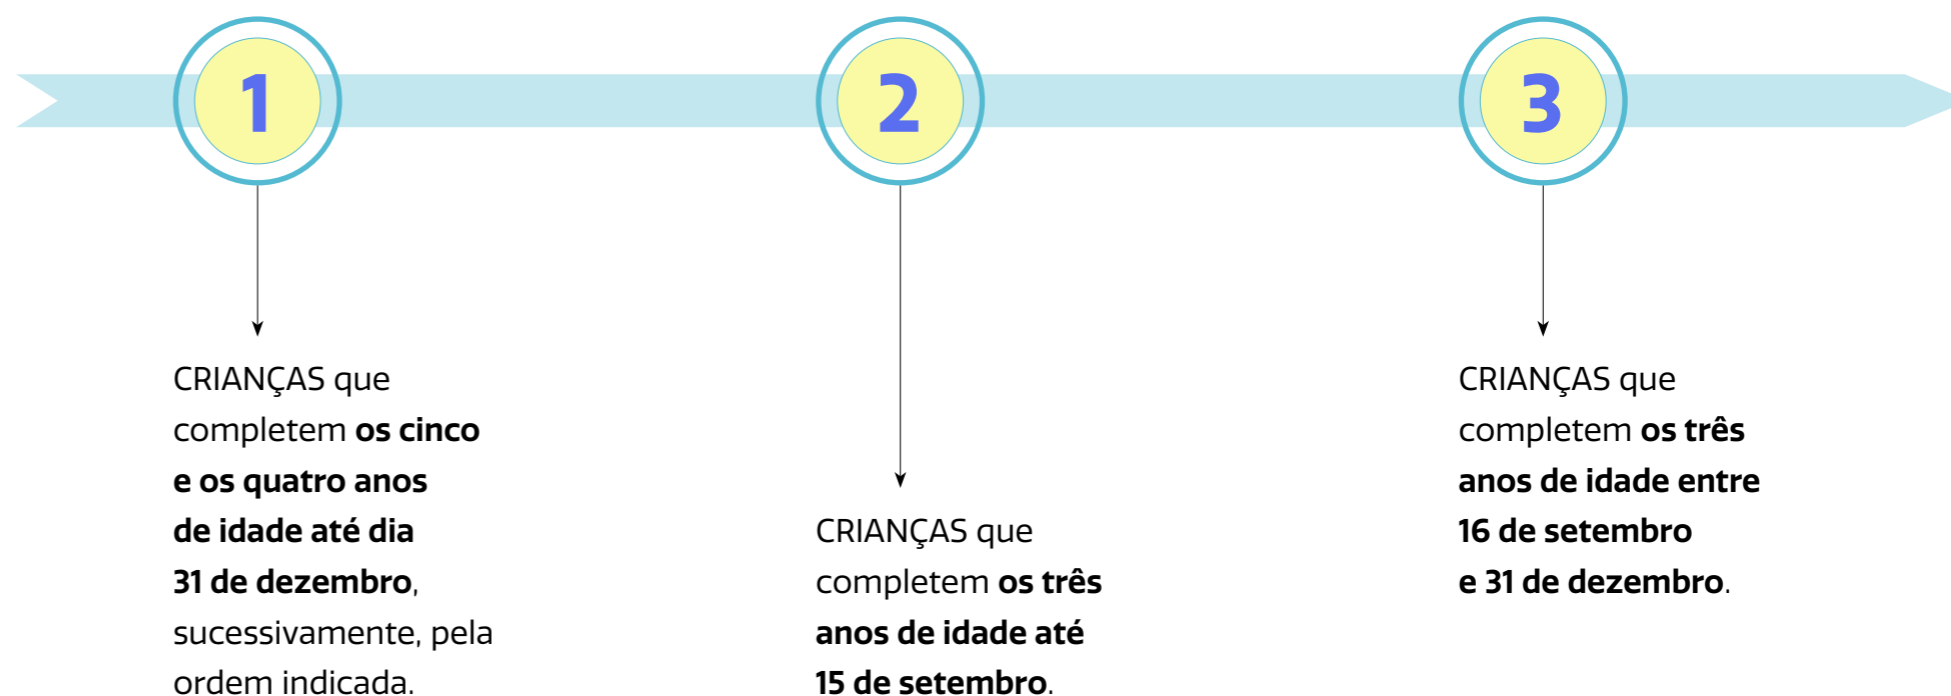 1
2
3
CRIANÇAS que
completem os cinco
e os quatro anos
de idade até dia
31 de dezembro,
sucessivamente, pela
ordem indicada.
CRIANÇAS que
completem os três
anos de idade até
15 de setembro.
CRIANÇAS que
completem os três
anos de idade entre
16 de setembro
e 31 de dezembro.